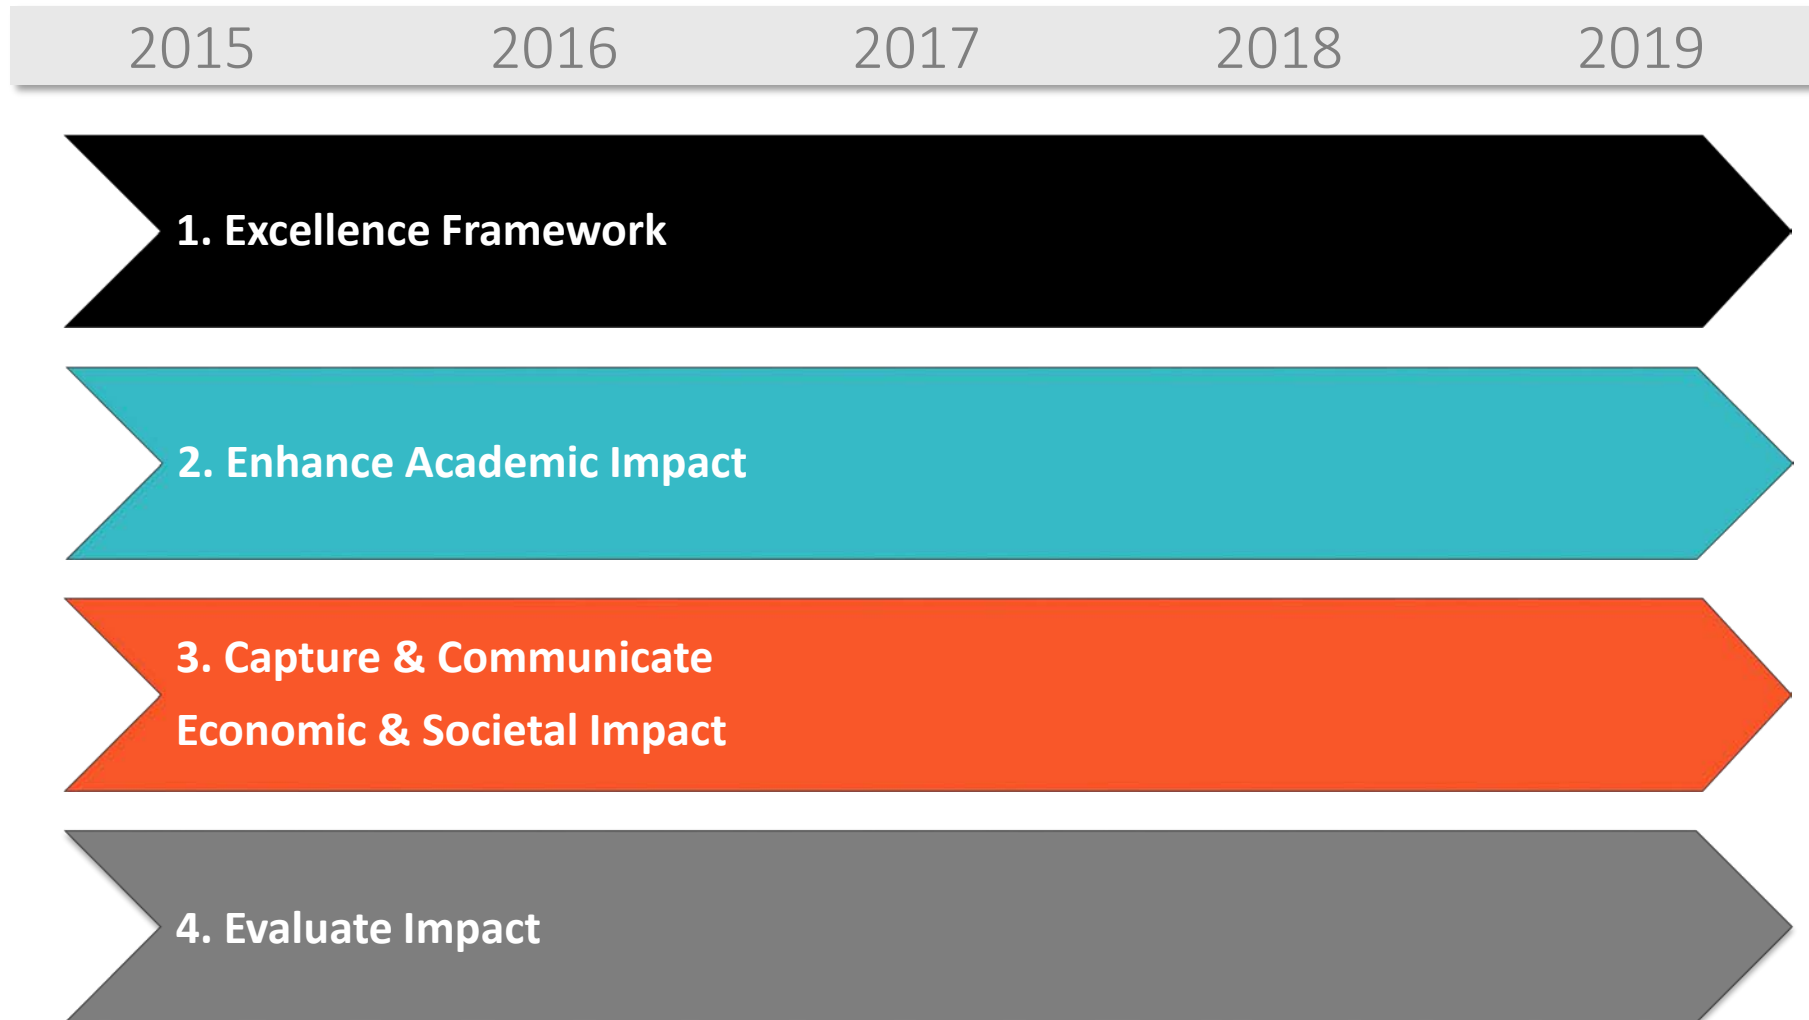 2015 2016 2017 2018 2019
1. Excellence Framework
2. Enhance Academic Impact
3. Capture & Communicate
Economic & Societal Impact
4. Evaluate Impact